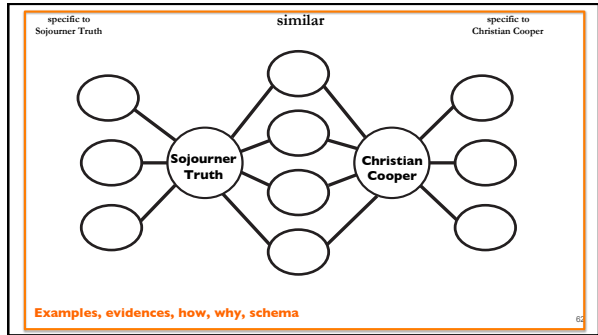 specific to
Sojourner Truth
similar
specific to
Christian Cooper
Sojourner
Truth
Christian
Cooper
Examples, evidences, how, why, schema
62